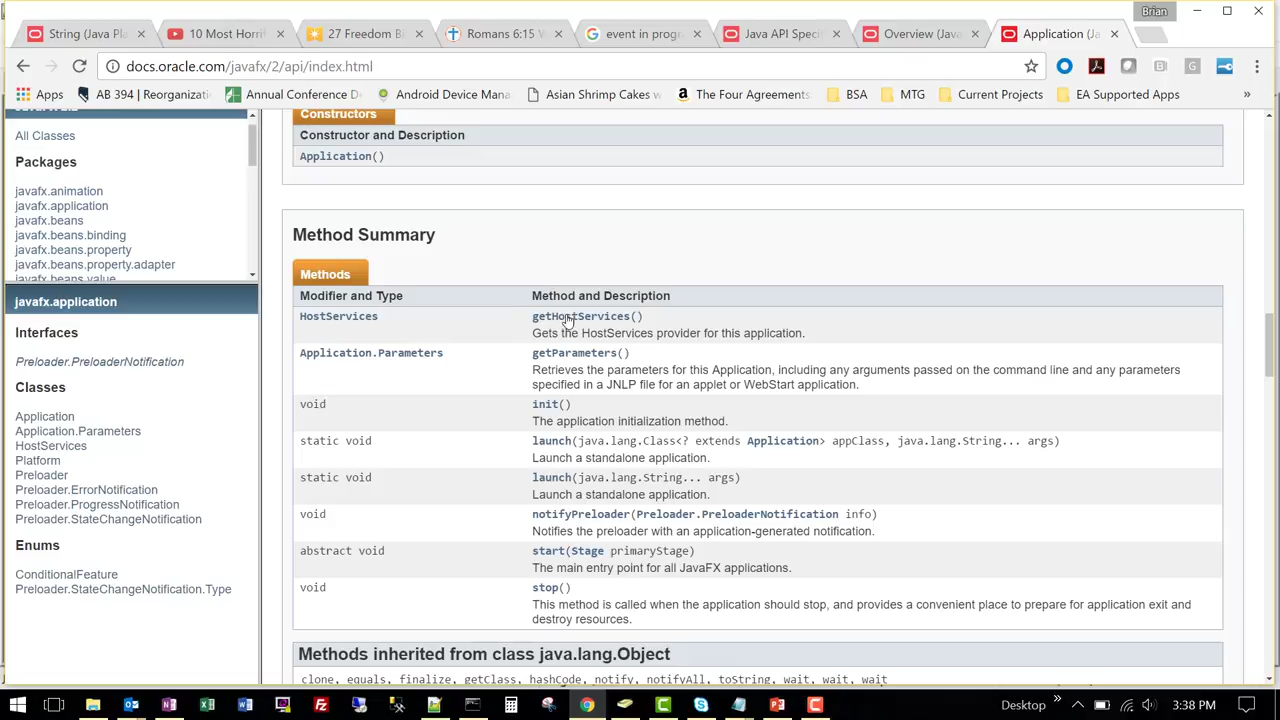 Brian
String (Java Pla
10 Most Horri
27 Freedom B
Romans 6:15 V
event in progr
Java API Speci
Overview (Java
Application (Ja
docs.oracle.com/javafx/2/api/index.html
Apps
AB 394 | Reorganizati
Annual Conference D
Android Device Mana
Asian Shrimp Cakes w
The Four Agreements
BSA
MTG
Current Projects
EA Supported Apps
»
All Classes
Packages
javafx.animation
javafx.application
javafx.beans
javafx.beans.binding
javafx.beans.property
javafx.beans.property.adapter
javafx.beans.value
javafx.application
Interfaces
Preloader.PreloaderNotification
Classes
Application
Application.Parameters
HostServices
Platform
Preloader
Preloader.ErrorNotification
Preloader.ProgressNotification
Preloader.StateChangeNotification
Enums
ConditionalFeature
Preloader.StateChangeNotification.Type
Constructors
Constructor and Description
Application()
Method Summary
Methods
Modifier and Type Method and Description
HostServices getHostServices()
Gets the HostServices provider for this application.
Application.Parameters getParameters()
Retrieves the parameters for this Application, including any arguments passed on the command line and any parameters
specified in a JNLP file for an applet or WebStart application.
void init()
The application initialization method.
static void launch(java.lang.Class<? extends Application> appClass, java.lang.String... args)
Launch a standalone application.
static void launch(java.lang.String... args)
Launch a standalone application.
void notifyPreloader(Preloader.PreloaderNotification info)
Notifies the preloader with an application-generated notification.
abstract void start(Stage primaryStage)
The main entry point for all JavaFX applications.
void stop()
This method is called when the application should stop, and provides a convenient place to prepare for application exit and
destroy resources.
Methods inherited from class java.lang.Object
clone, equals, finalize, getClass, hashCode, notify, notifyAll, toString, wait, wait, wait
Desktop
»
3:38 PM